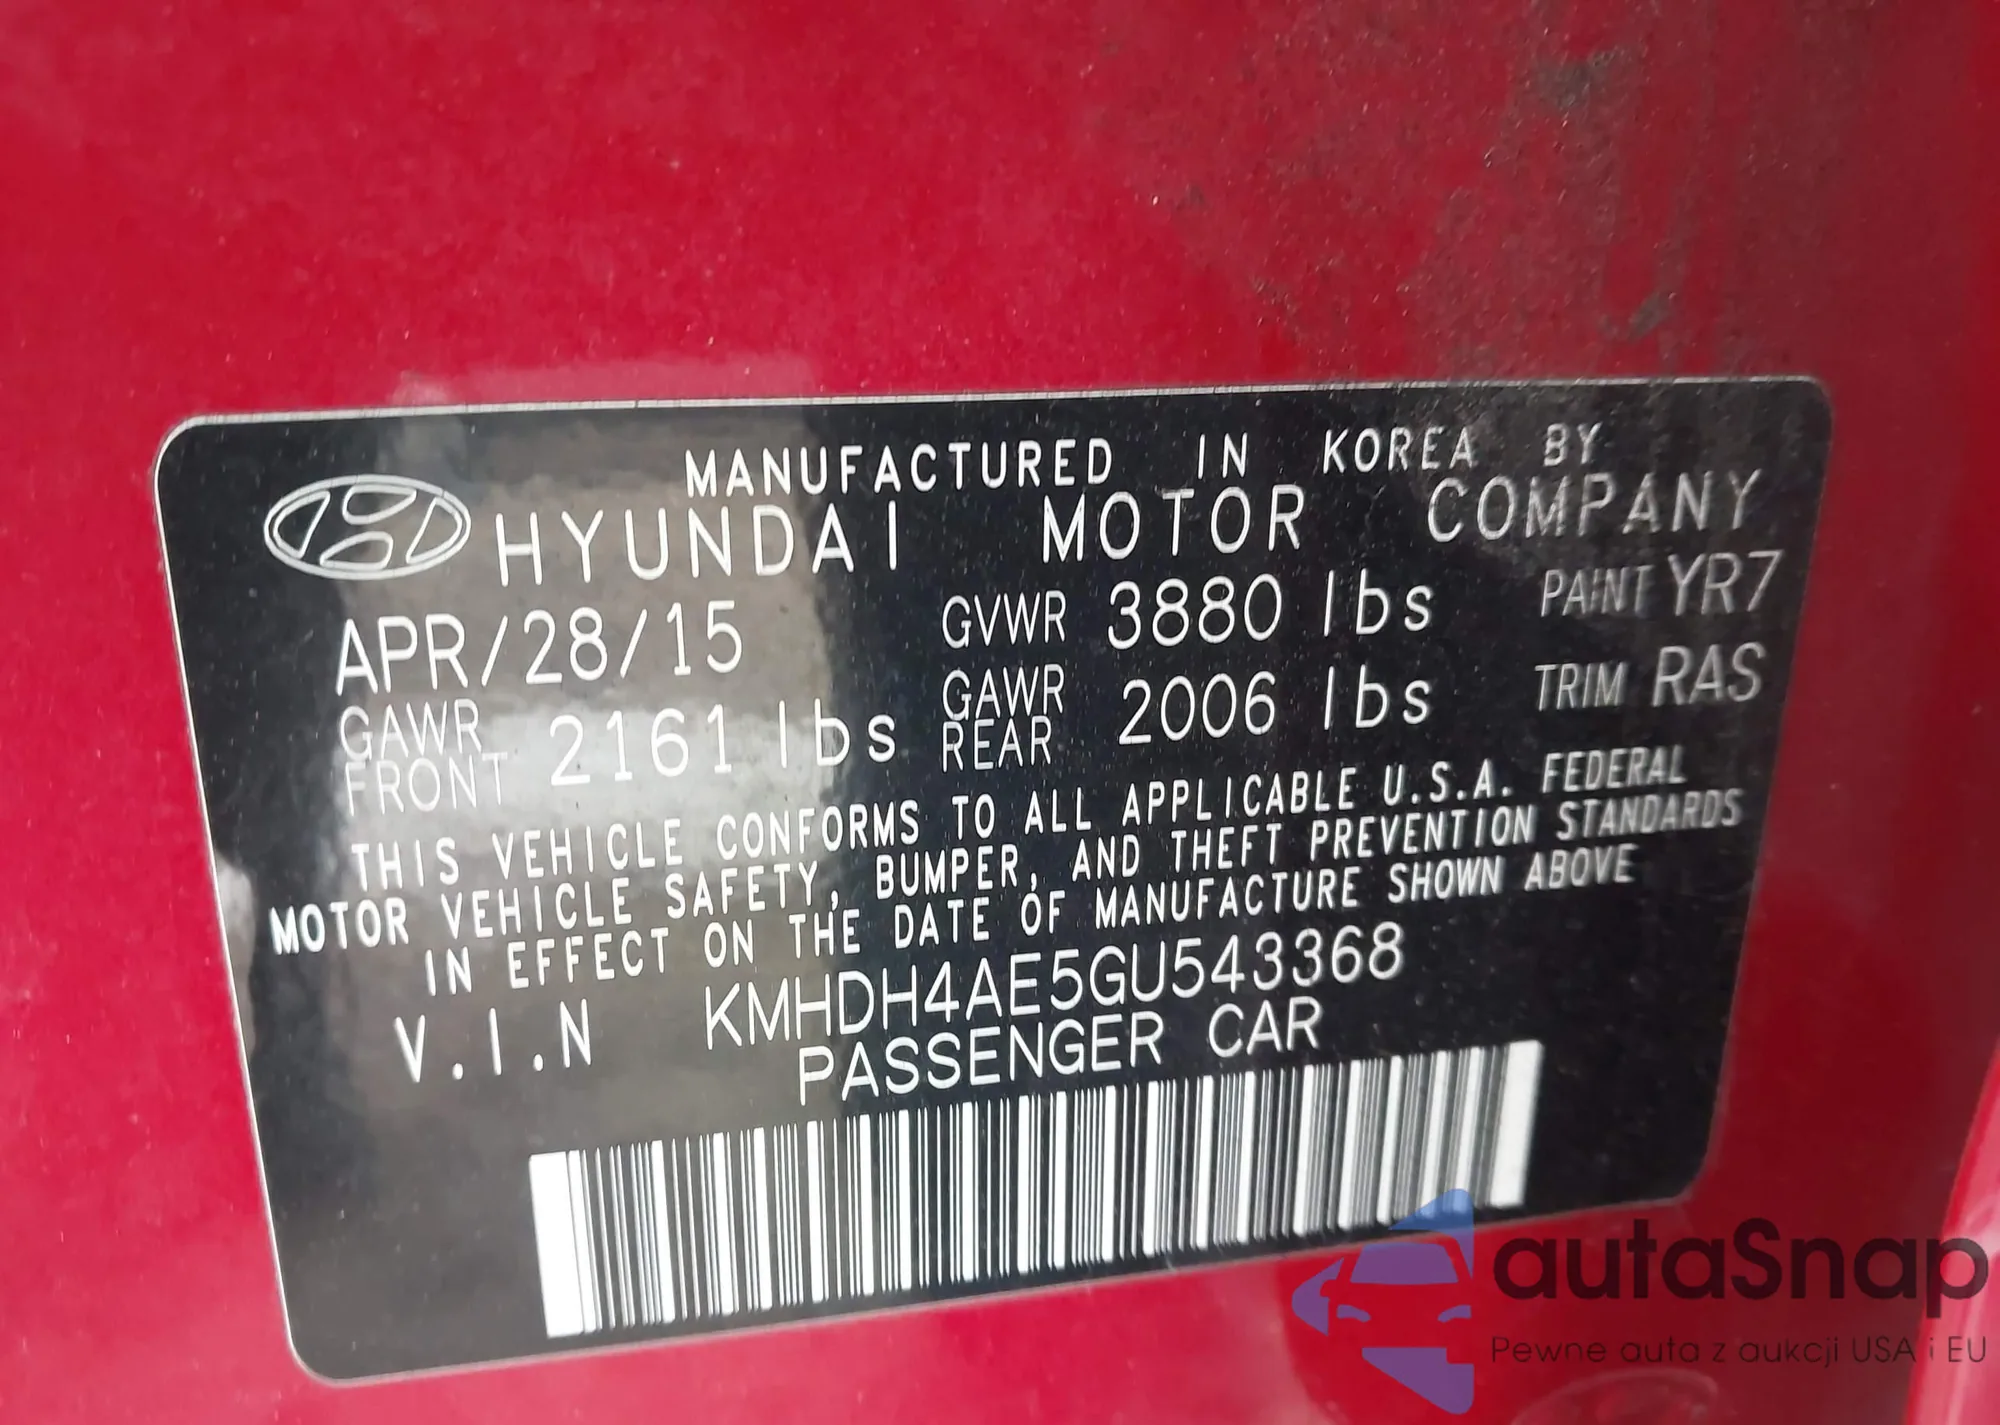 MANUFACTURED IN KOREA BY
HYUNDAI MOTOR COMPANY
APR/28/15 GVWR 3880 lbs PAINT YR7
GAWR FRONT 2161 lbs GAWR REAR 2006 lbs TRIM RAS
THIS VEHICLE CONFORMS TO ALL APPLICABLE U.S.A. FEDERAL
MOTOR VEHICLE SAFETY, BUMPER, AND THEFT PREVENTION STANDARDS
IN EFFECT ON THE DATE OF MANUFACTURE SHOWN ABOVE
V.I.N KMHDH4AE5GU543368
PASSENGER CAR
autaSnap
Pewne auta z aukcji USA i EU